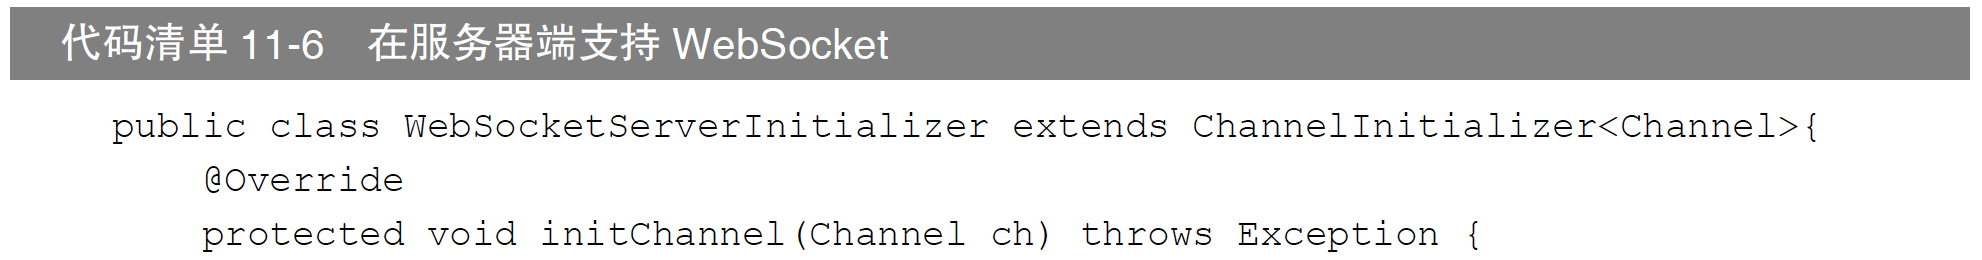 代码清单 11-6 在服务器端支持 WebSocket
public class WebSocketServerInitializer extends ChannelInitializer<Channel>{
@Override
protected void initChannel(Channel ch) throws Exception {